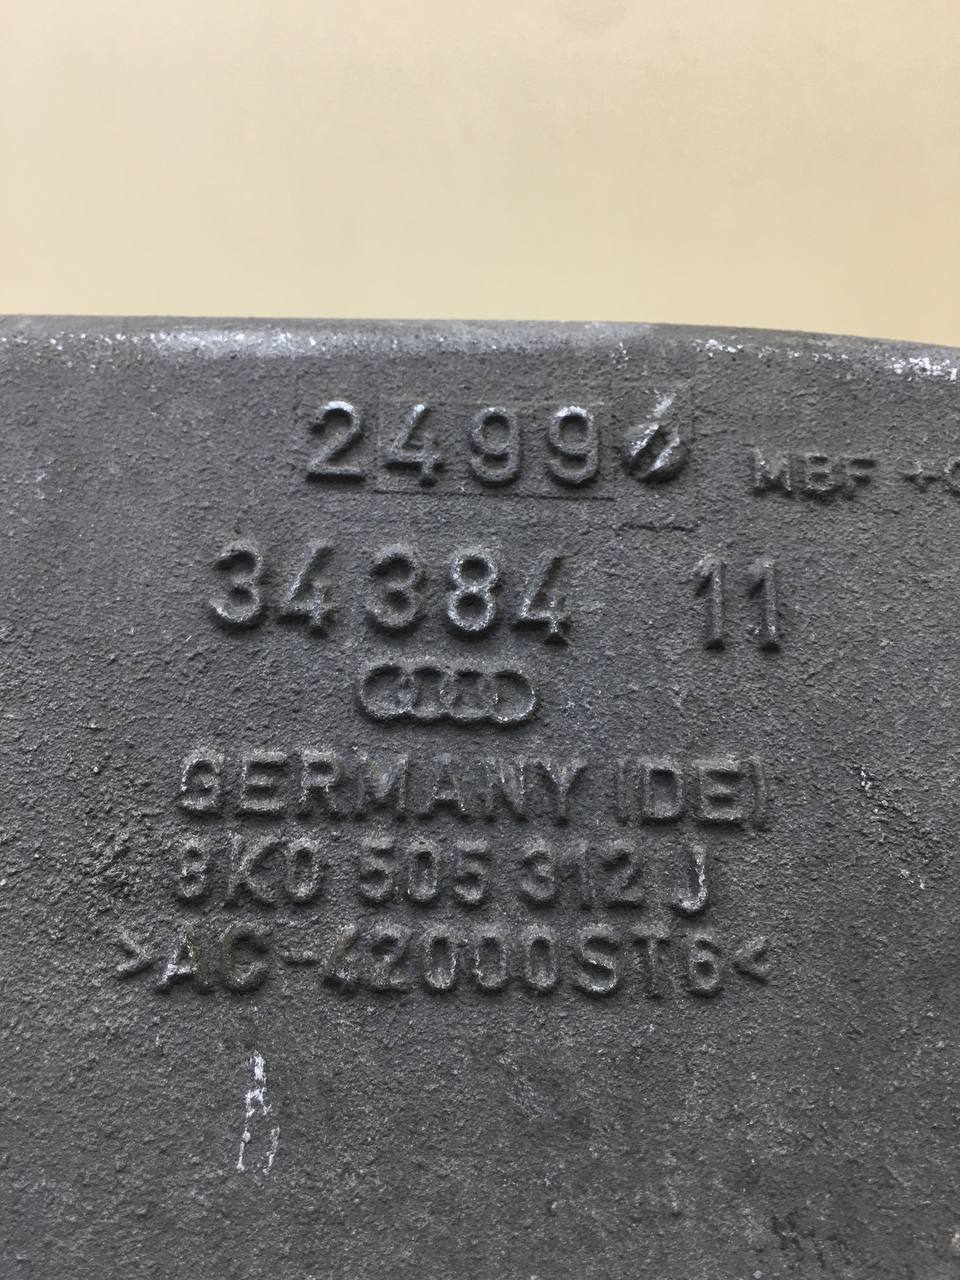 2499
MBF
34384 11
GERMANY (DE)
8K0 505 312 J
>AC-42000ST6<